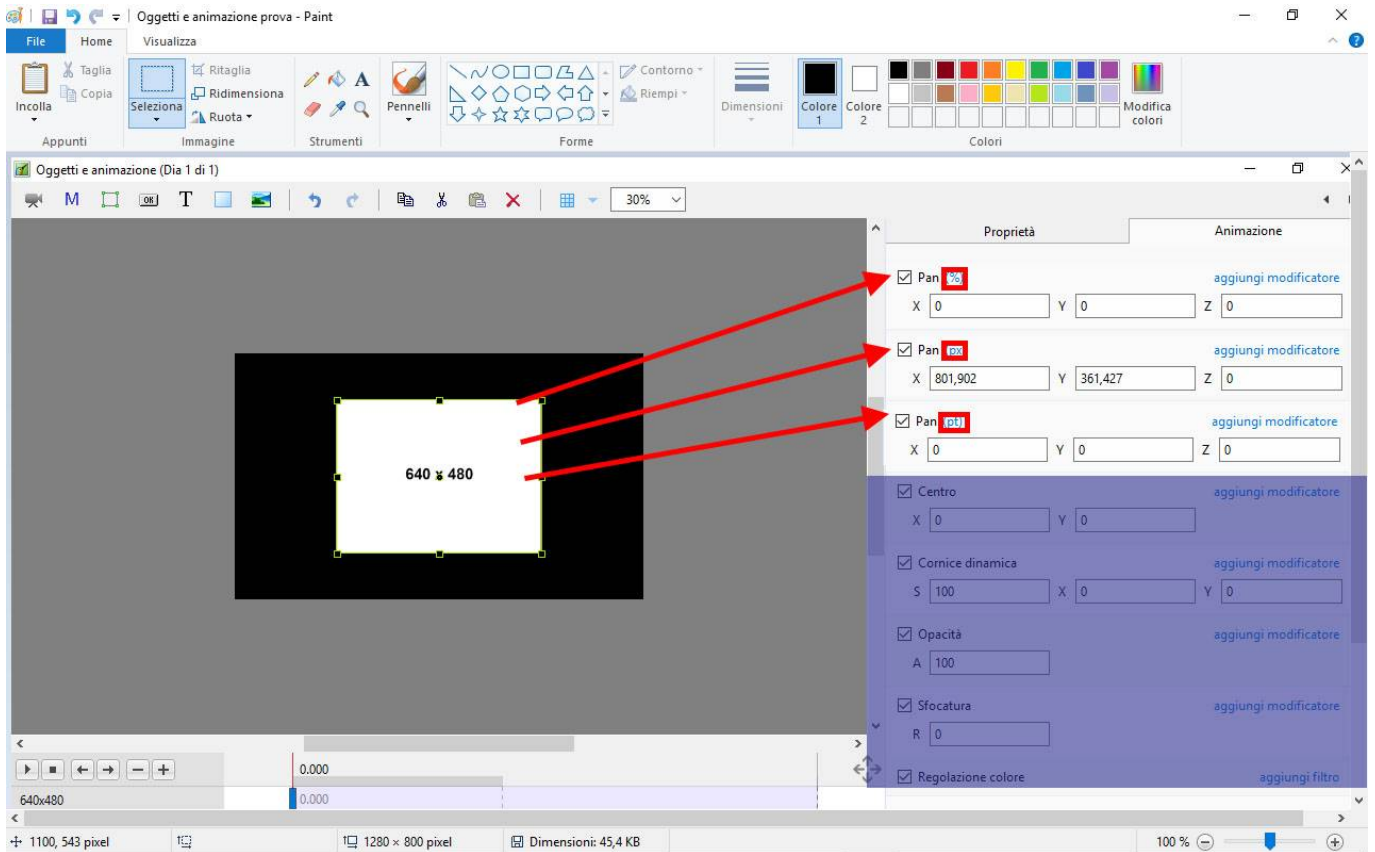 Oggetti e animazione prova - Paint
File Home Visualizza
Incolla
Taglia
Copia
Appunti
Seleziona
Ritaglia
Ridimensiona
Ruota
Immagine
A
Strumenti
Pennelli
Contorno
Riempi
Forme
Dimensioni
Colore 1
Colore 2
Modifica colori
Colori
Oggetti e animazione (Dia 1 di 1)
M OK T 30%
Proprietà Animazione
Pan (%) aggiungi modificatore
X 0 Y 0 Z 0
Pan (px) aggiungi modificatore
X 801,902 Y 361,427 Z 0
Pan (pt) aggiungi modificatore
X 0 Y 0 Z 0
640 x 480
Centro aggiungi modificatore
X 0 Y 0
Cornice dinamica aggiungi modificatore
S 100 X 0 Y 0
Opacità aggiungi modificatore
A 100
Sfocatura aggiungi modificatore
R 0
Regolazione colore aggiungi filtro
0.000
640x480 0.000
1100, 543 pixel 1280 × 800 pixel Dimensioni: 45,4 KB 100 %